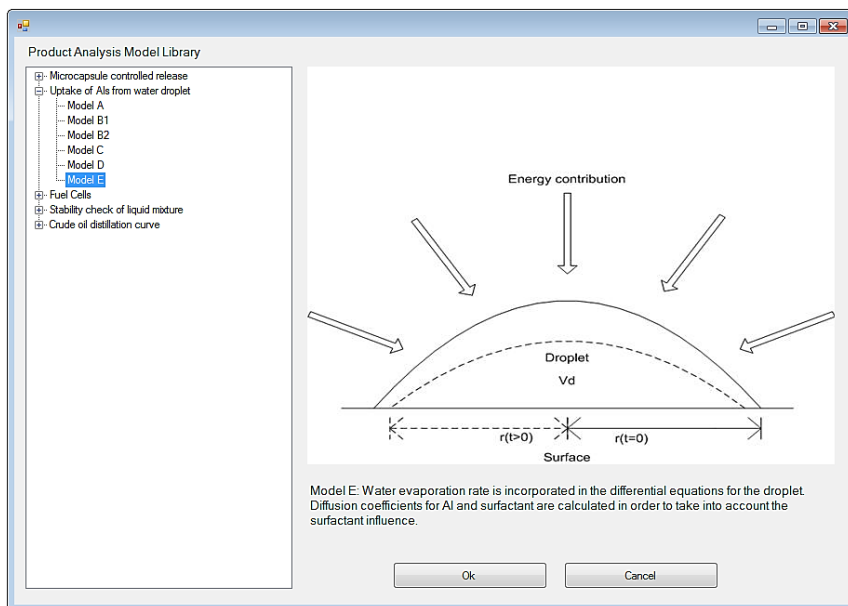 Product Analysis Model Library
Microcapsule controlled release
Uptake of AIs from water droplet
Model A
Model B1
Model B2
Model C
Model D
Model E
Fuel Cells
Stability check of liquid mixture
Crude oil distillation curve
Energy contribution
Droplet
Vd
r(t>0)
r(t=0)
Surface
Model E: Water evaporation rate is incorporated in the differential equations for the droplet.
Diffusion coefficients for AI and surfactant are calculated in order to take into account the
surfactant influence.
Ok
Cancel